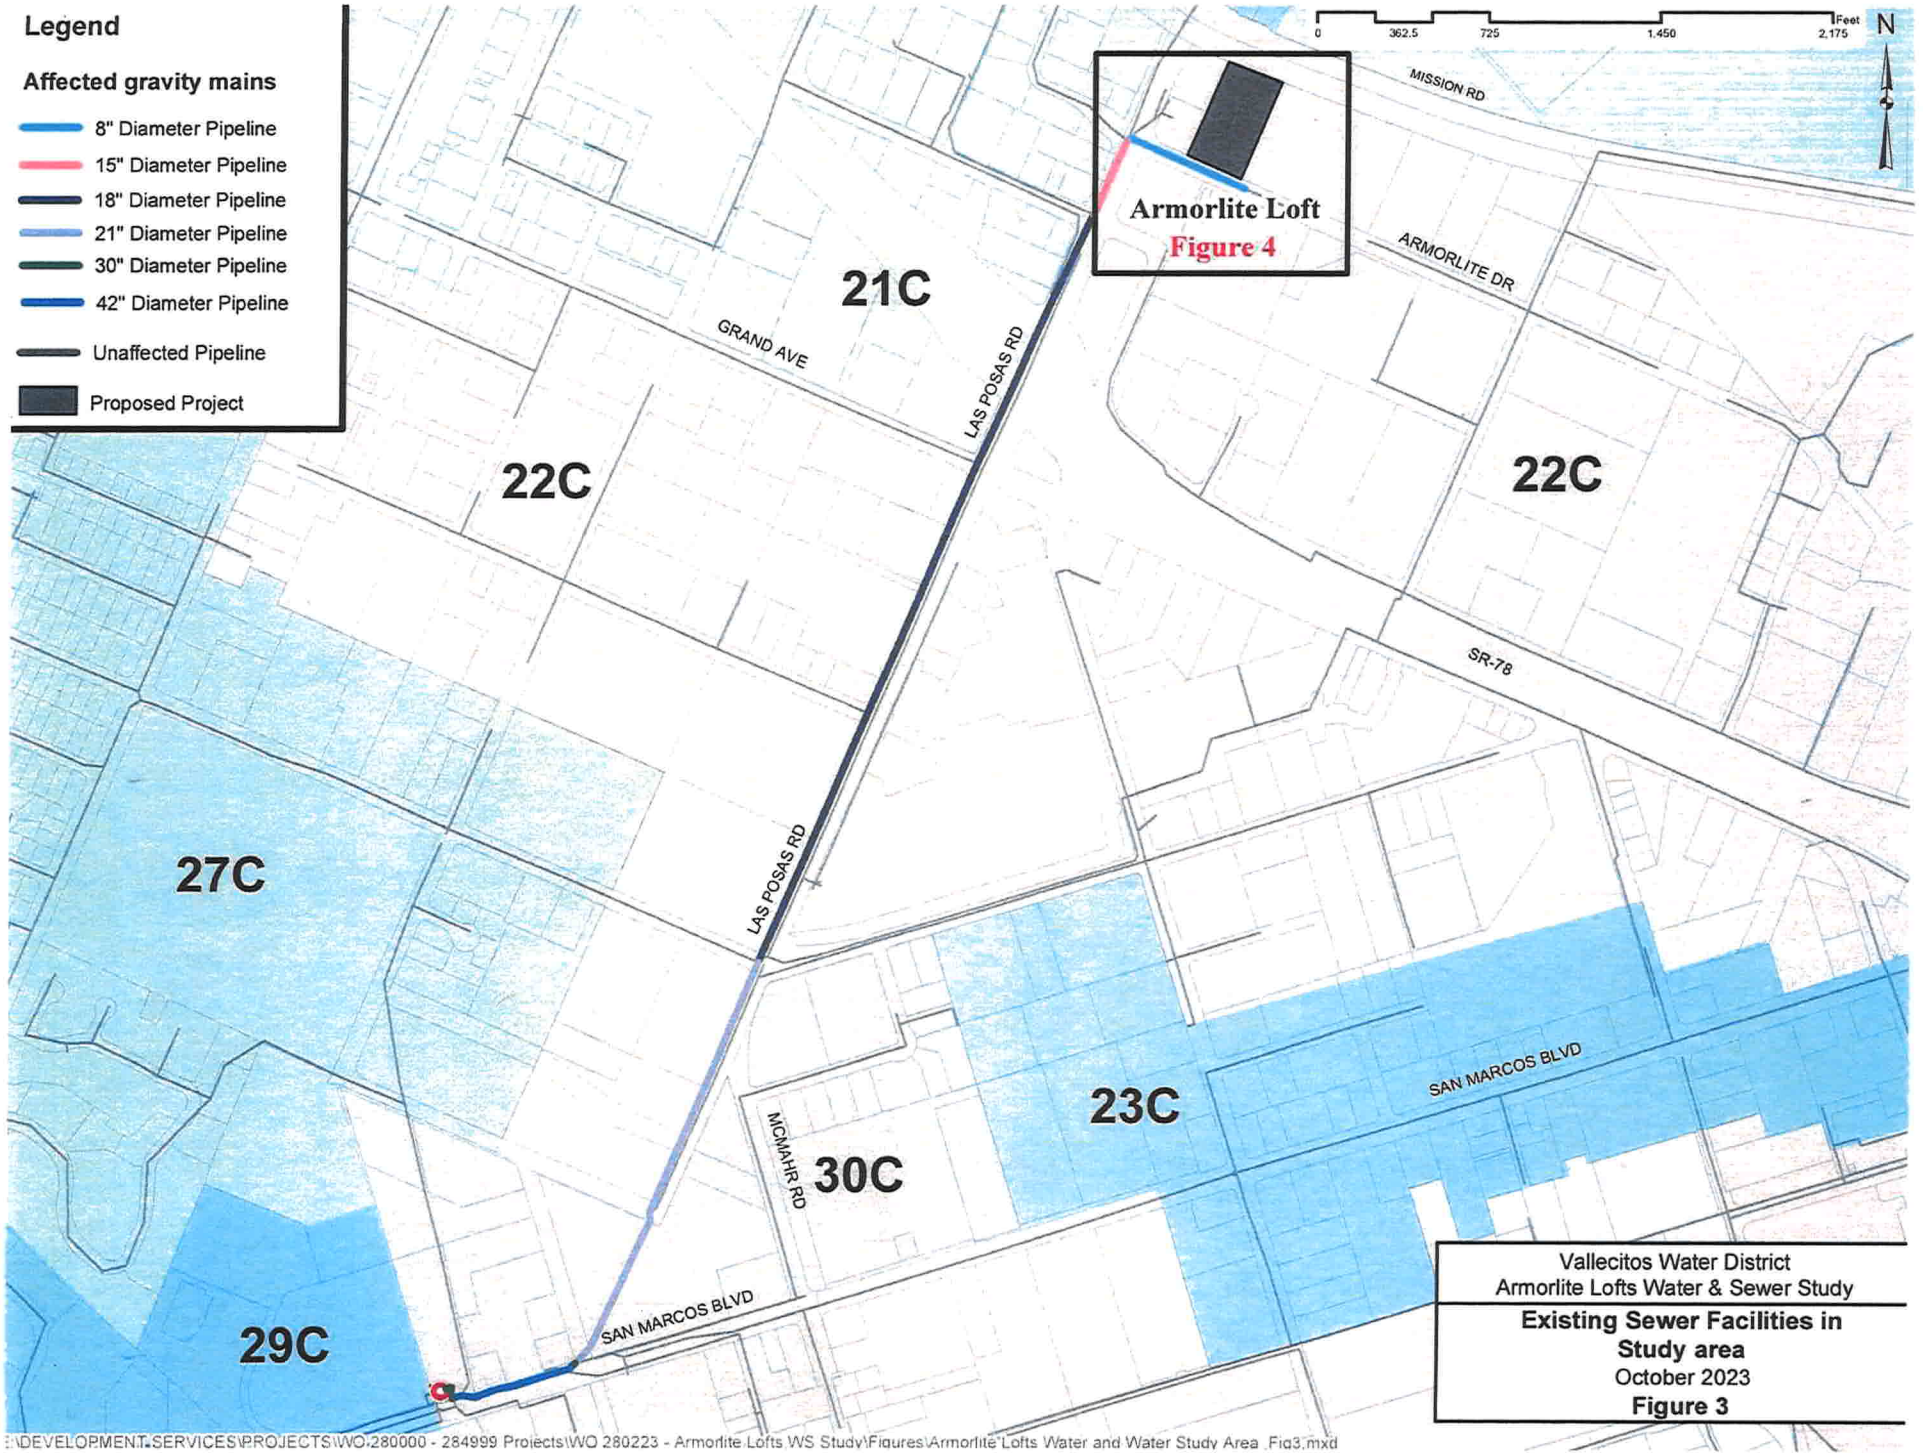 Legend
Affected gravity mains
8" Diameter Pipeline
15" Diameter Pipeline
18" Diameter Pipeline
21" Diameter Pipeline
30" Diameter Pipeline
42" Diameter Pipeline
Unaffected Pipeline
Proposed Project
Feet
0 362.5 725 1,450 2,175
N
MISSION RD
Armorlite Loft
Figure 4
ARMORLITE DR
21C
GRAND AVE
LAS POSAS RD
22C
22C
SR-78
LAS POSAS RD
27C
23C
SAN MARCOS BLVD
MCMAHR RD
30C
SAN MARCOS BLVD
29C
Vallecitos Water District
Armorlite Lofts Water & Sewer Study
Existing Sewer Facilities in
Study area
October 2023
Figure 3
:\DEVELOPMENT SERVICES\PROJECTS\WO 280000 - 284999 Projects\WO 280223 - Armorlite Lofts WS Study\Figures\Armorlite Lofts Water and Water Study Area_Fig3.mxd